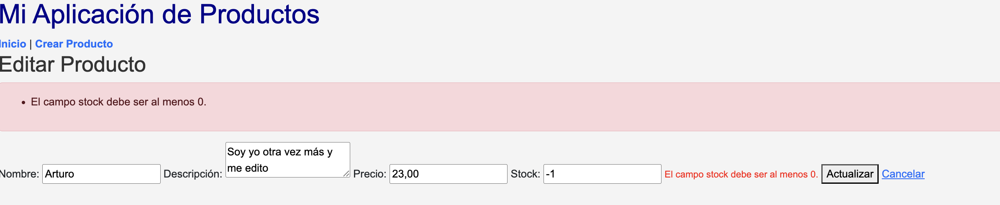 Mi Aplicación de Productos
Inicio | Crear Producto
Editar Producto
• El campo stock debe ser al menos 0.
Nombre: Arturo Descripción: Soy yo otra vez más y
me edito Precio: 23,00 Stock: -1 El campo stock debe ser al menos 0. Actualizar Cancelar